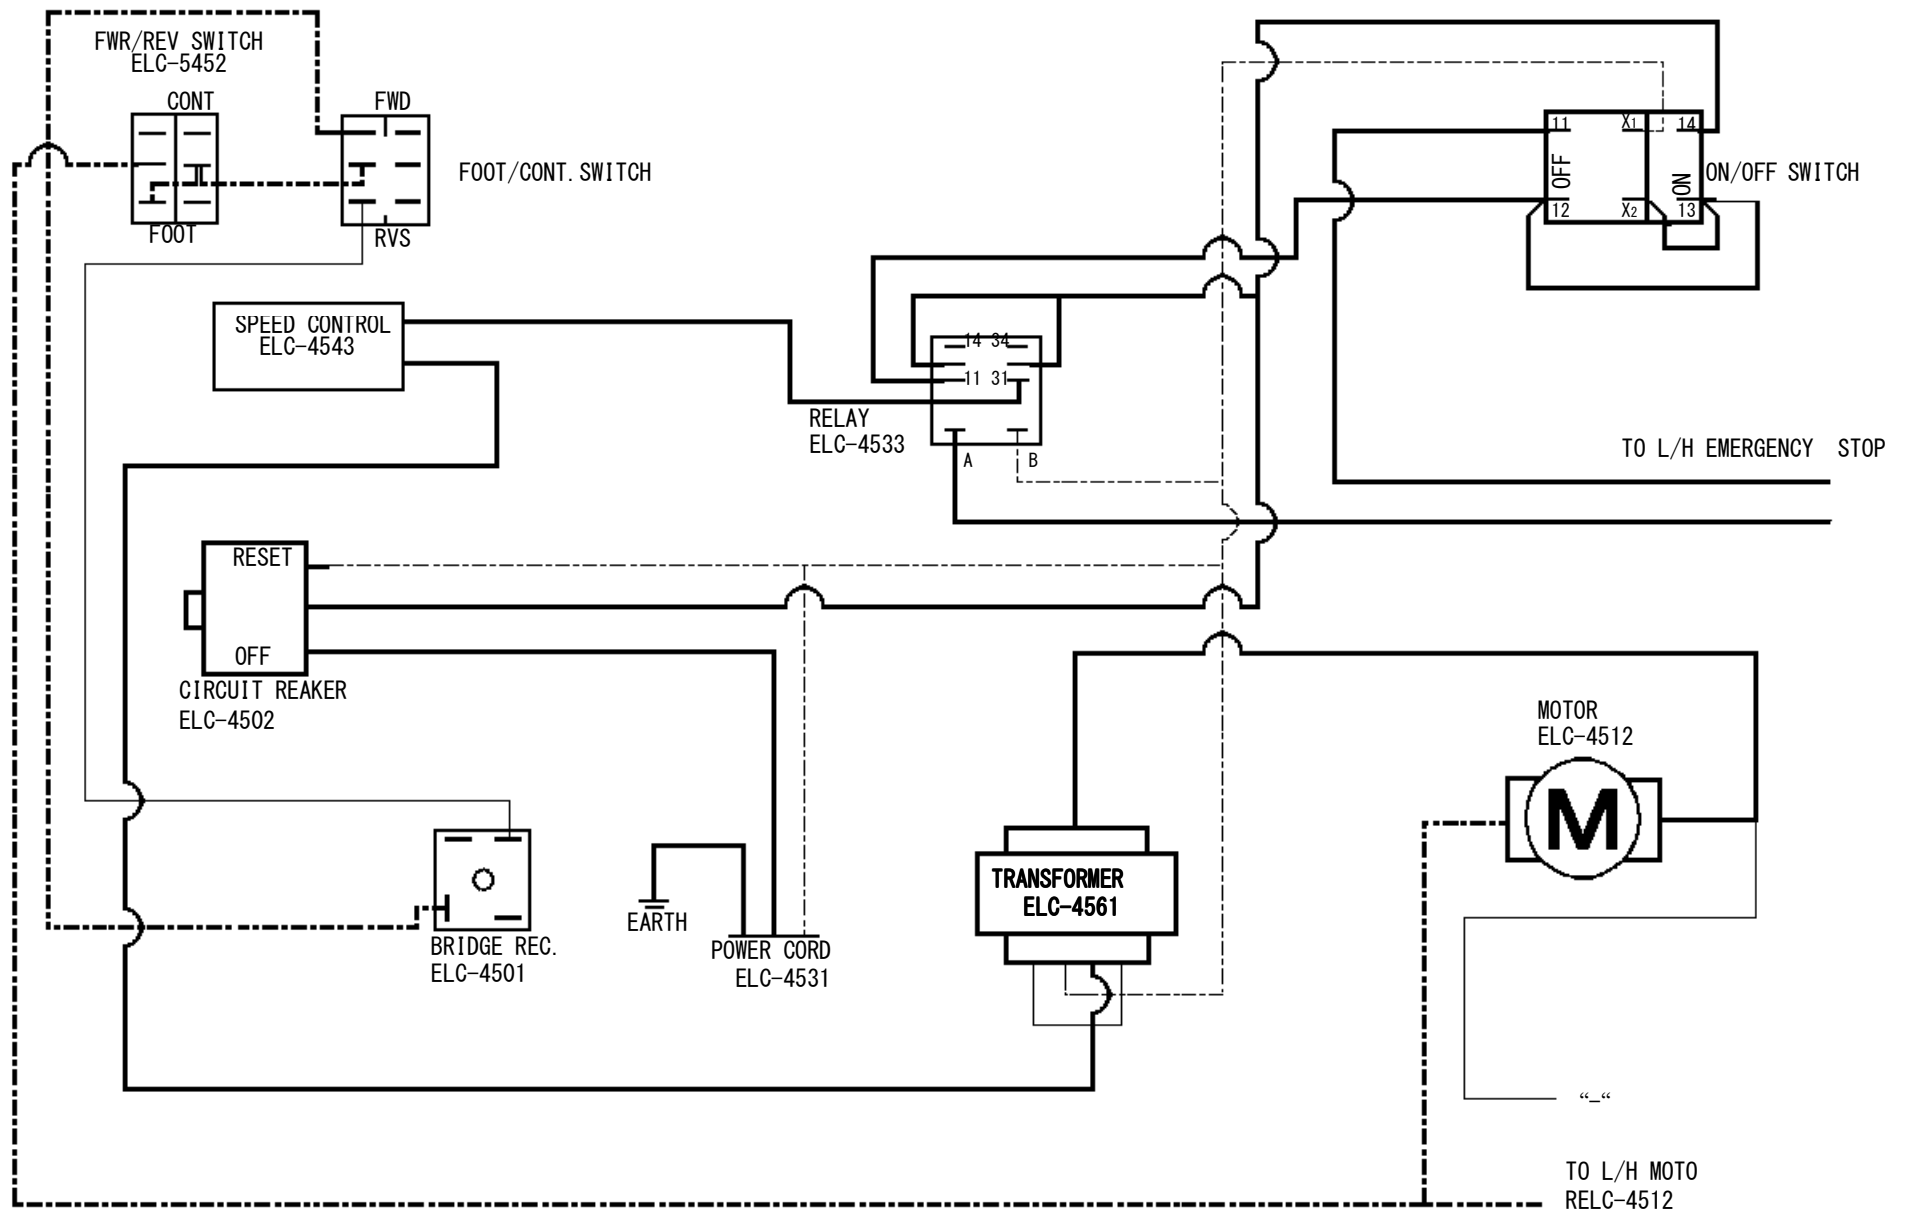 FWR/REV SWITCH
ELC-5452
CONT
FWD
FOOT
RVS
FOOT/CONT.SWITCH
11
X1
14
OFF
ON
12
X2
13
ON/OFF SWITCH
SPEED CONTROL
ELC-4543
14 34
11 31
RELAY
ELC-4533
A
B
TO L/H EMERGENCY STOP
RESET
OFF
CIRCUIT REAKER
ELC-4502
MOTOR
ELC-4512
M
TRANSFORMER
ELC-4561
EARTH
BRIDGE REC.
ELC-4501
POWER CORD
ELC-4531
“-“
TO L/H MOTO
RELC-4512